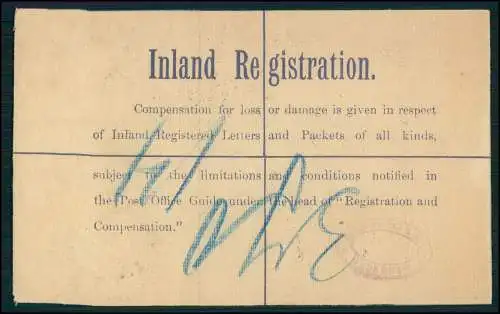 Inland Registration.
Compensation for loss or damage is given in respect
of Inland Registered Letters and Packets of all kinds,
subject to the limitations and conditions notified in
the Post Office Guide under the head of "Registration and
Compensation."